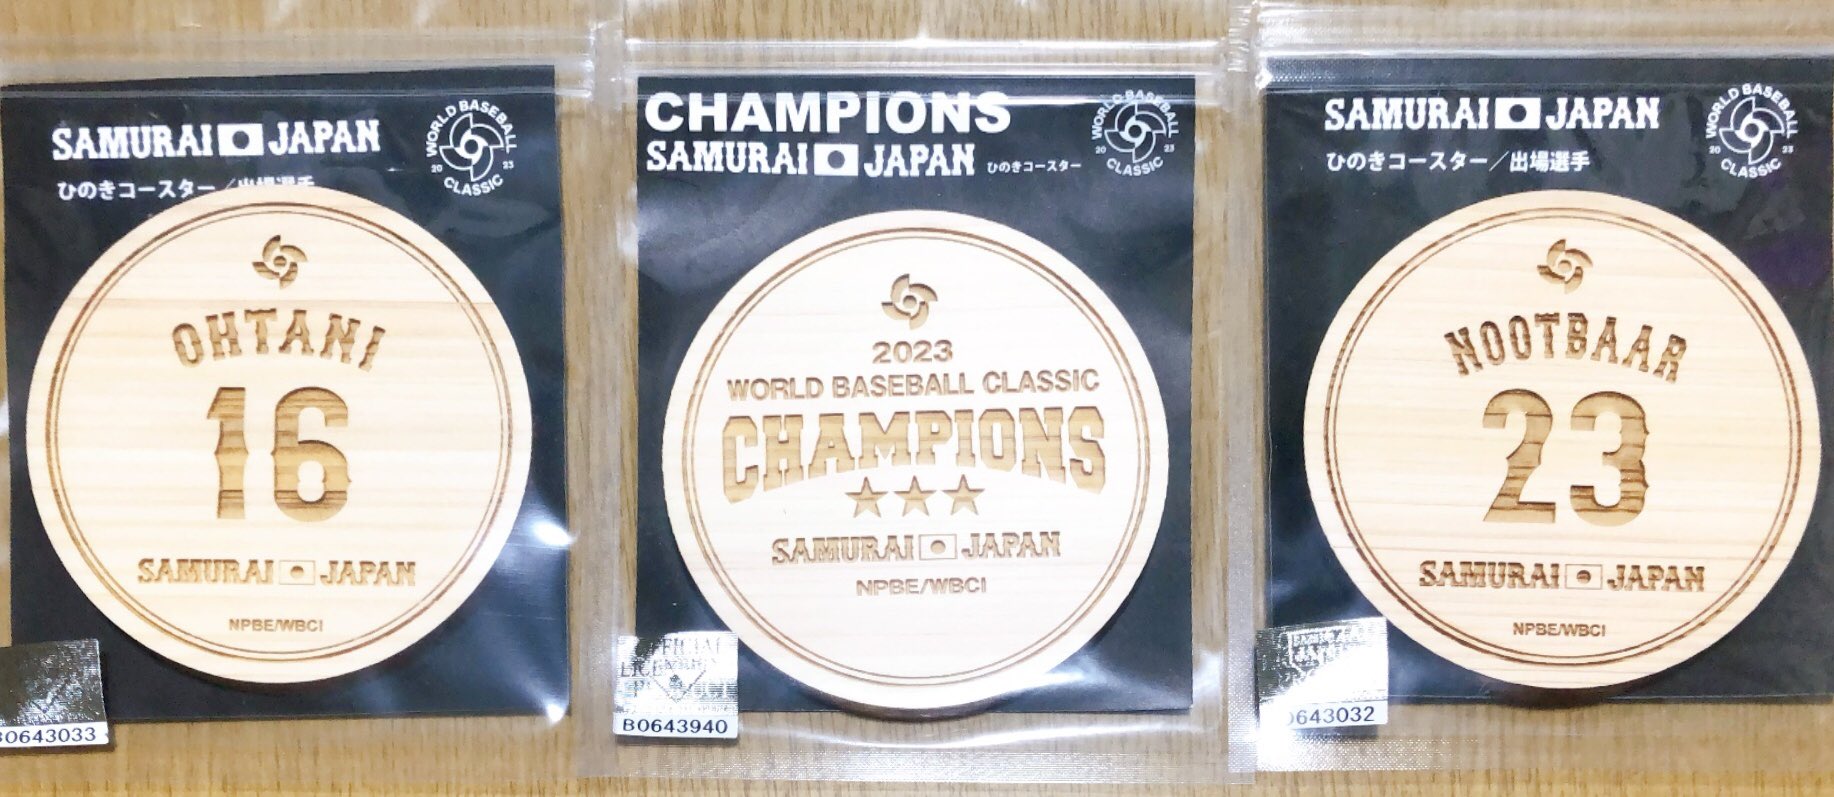 SAMURAI JAPAN
ひのきコースター／出場選手
WORLD BASEBALL
20 23
CLASSIC
OHTANI
16
SAMURAI JAPAN
NPBE/WBCI
0643033
CHAMPIONS
SAMURAI JAPAN ひのきコースター
WORLD BASEBALL
20 23
CLASSIC
2023
WORLD BASEBALL CLASSIC
CHAMPIONS
SAMURAI JAPAN
NPBE/WBCI
OFFICIAL
B0643940
SAMURAI JAPAN
ひのきコースター／出場選手
WORLD BASEBALL
20 23
CLASSIC
NOOTBAAR
23
SAMURAI JAPAN
NPBE/WBCI
0643032